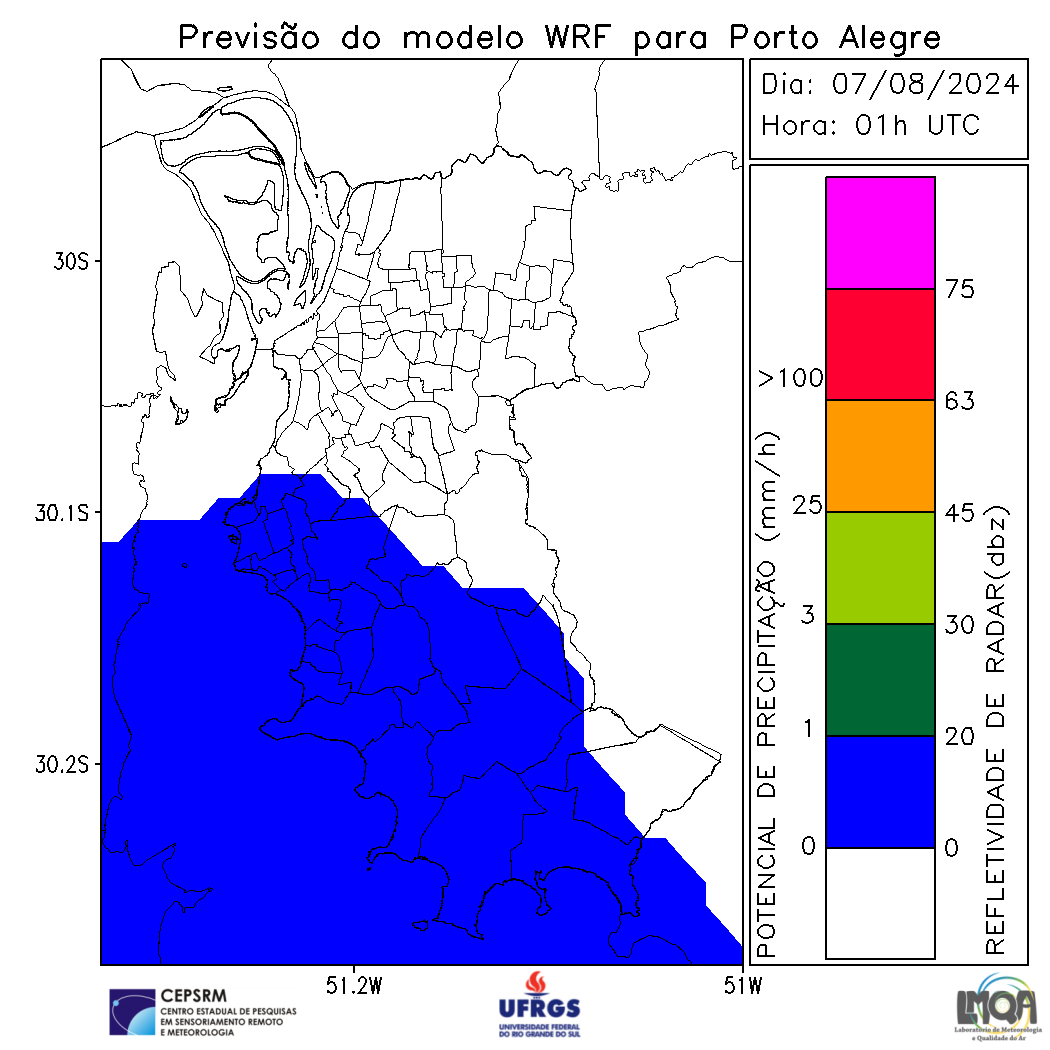 Previsão do modelo WRF para Porto Alegre
Dia: 07/08/2024
Hora: 01h UTC
30S
30.1S
30.2S
51.2W
51W
POTENCIAL DE PRECIPITAÇÃO (mm/h)
>100
25
3
1
0
75
63
45
30
20
0
REFLETIVIDADE DE RADAR(dbz)
CEPSRM
CENTRO ESTADUAL DE PESQUISAS
EM SENSORIAMENTO REMOTO
E METEOROLOGIA
UFRGS
UNIVERSIDADE FEDERAL
DO RIO GRANDE DO SUL
LMQA
Laboratório de Meteorologia
e Qualidade do Ar